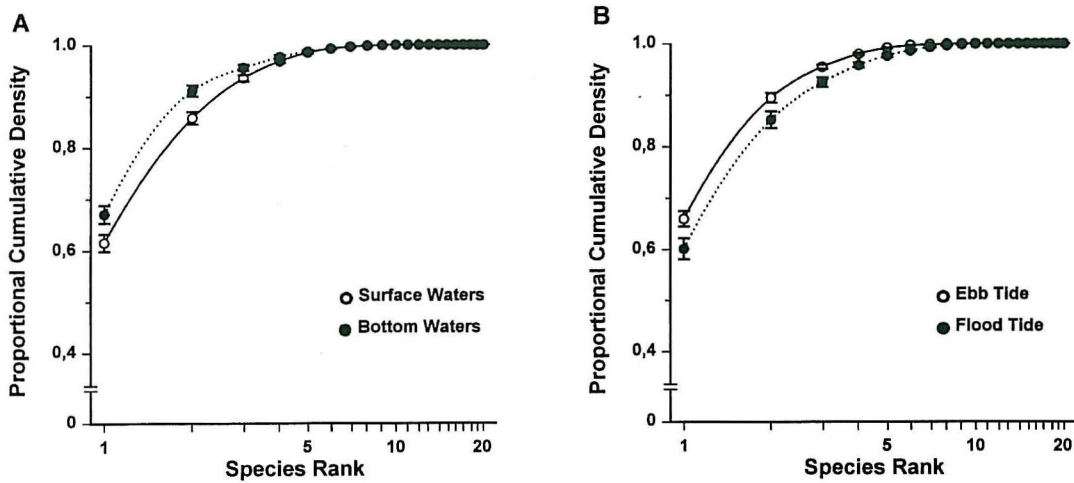 A
Proportional Cumulative Density
1.0
0,8
0,6
0,4
0
1
5
10
20
Species Rank
Surface Waters
Bottom Waters
B
Proportional Cumulative Density
1.0
0,8
0,6
0,4
0
1
5
10
20
Species Rank
Ebb Tide
Flood Tide